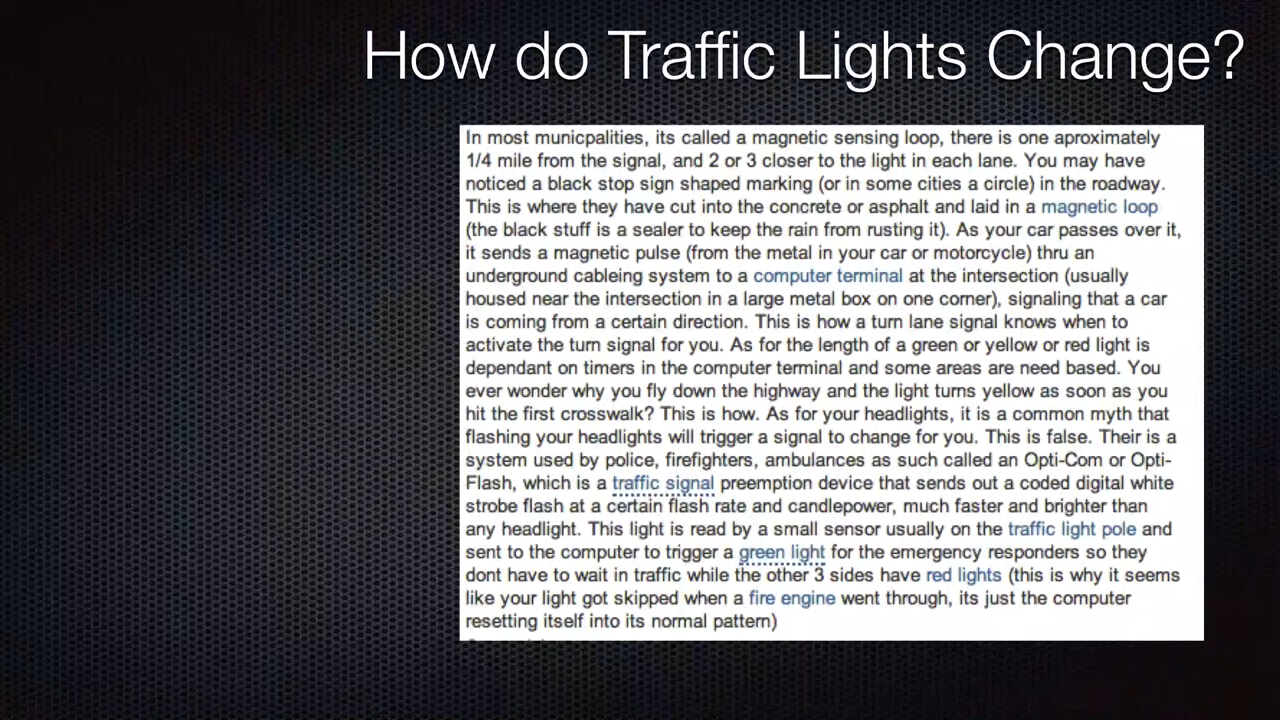 How do Traffic Lights Change?
In most municpalities, its called a magnetic sensing loop, there is one aproximately
1/4 mile from the signal, and 2 or 3 closer to the light in each lane. You may have
noticed a black stop sign shaped marking (or in some cities a circle) in the roadway.
This is where they have cut into the concrete or asphalt and laid in a magnetic loop
(the black stuff is a sealer to keep the rain from rusting it). As your car passes over it,
it sends a magnetic pulse (from the metal in your car or motorcycle) thru an
underground cableing system to a computer terminal at the intersection (usually
housed near the intersection in a large metal box on one corner), signaling that a car
is coming from a certain direction. This is how a turn lane signal knows when to
activate the turn signal for you. As for the length of a green or yellow or red light is
dependant on timers in the computer terminal and some areas are need based. You
ever wonder why you fly down the highway and the light turns yellow as soon as you
hit the first crosswalk? This is how. As for your headlights, it is a common myth that
flashing your headlights will trigger a signal to change for you. This is false. Their is a
system used by police, firefighters, ambulances as such called an Opti-Com or Opti-
Flash, which is a traffic signal preemption device that sends out a coded digital white
strobe flash at a certain flash rate and candlepower, much faster and brighter than
any headlight. This light is read by a small sensor usually on the traffic light pole and
sent to the computer to trigger a green light for the emergency responders so they
dont have to wait in traffic while the other 3 sides have red lights (this is why it seems
like your light got skipped when a fire engine went through, its just the computer
resetting itself into its normal pattern)